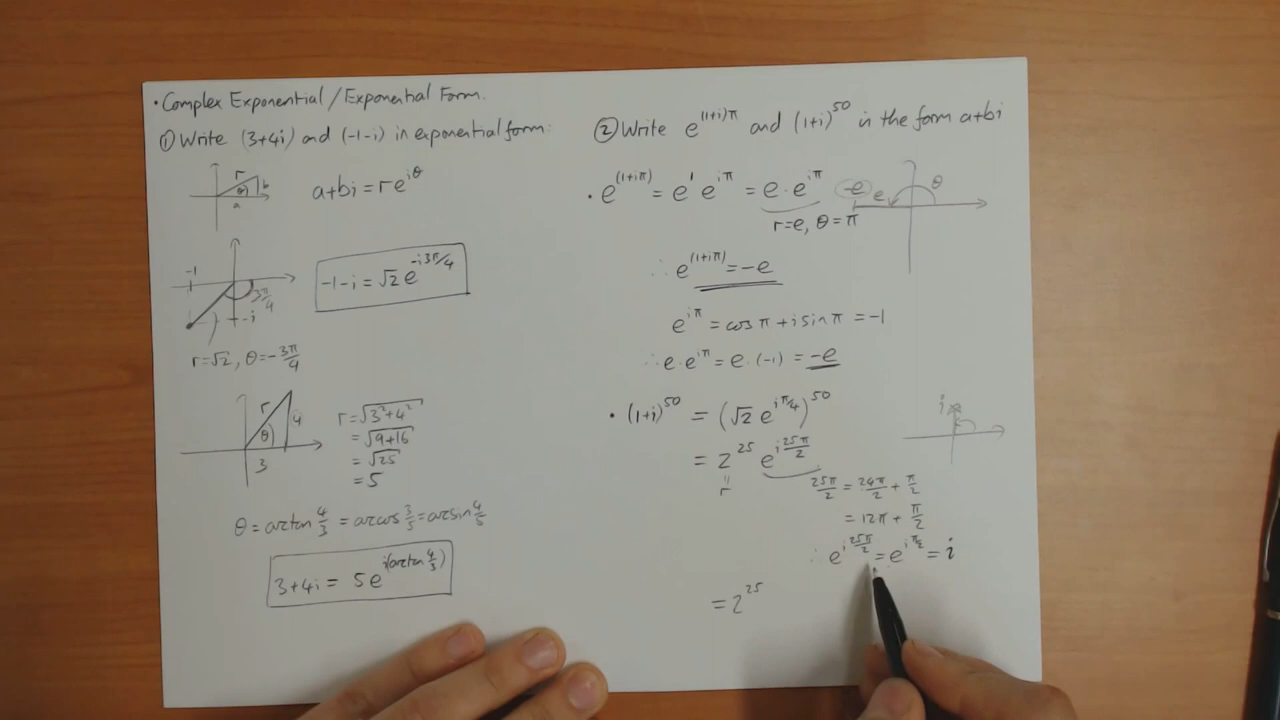 • Complex Exponential / Exponential Form.
① Write (3+4i) and (-1-i) in exponential form:
r
θ
b
a
a+bi = re^{iθ}
-1
3π/4
-i
-1-i = √2 e^{-i3π/4}
r=√2, θ=-3π/4
r
4
θ
3
r = √(3²+4²)
= √(9+16)
= √25
= 5
θ = arctan 4/3 = arccos 3/5 = arcsin 4/5
3+4i = 5e^{i(arctan 4/3)}
② Write e^{(1+i)π} and (1+i)^{50} in the form a+bi
• e^{(1+iπ)} = e^1 e^{iπ} = e·e^{iπ}
-e
e
θ
r=e, θ=π
∴ e^{(1+iπ)} = -e
e^{iπ} = cosπ + i sinπ = -1
∴ e·e^{iπ} = e·(-1) = -e
• (1+i)^{50} = (√2 e^{iπ/4})^{50}
i
= 2^{25} e^{i25π/2}
"
r
25π/2 = 24π/2 + π/2
= 12π + π/2
∴ e^{i25π/2} = e^{iπ/2} = i
= 2^{25}